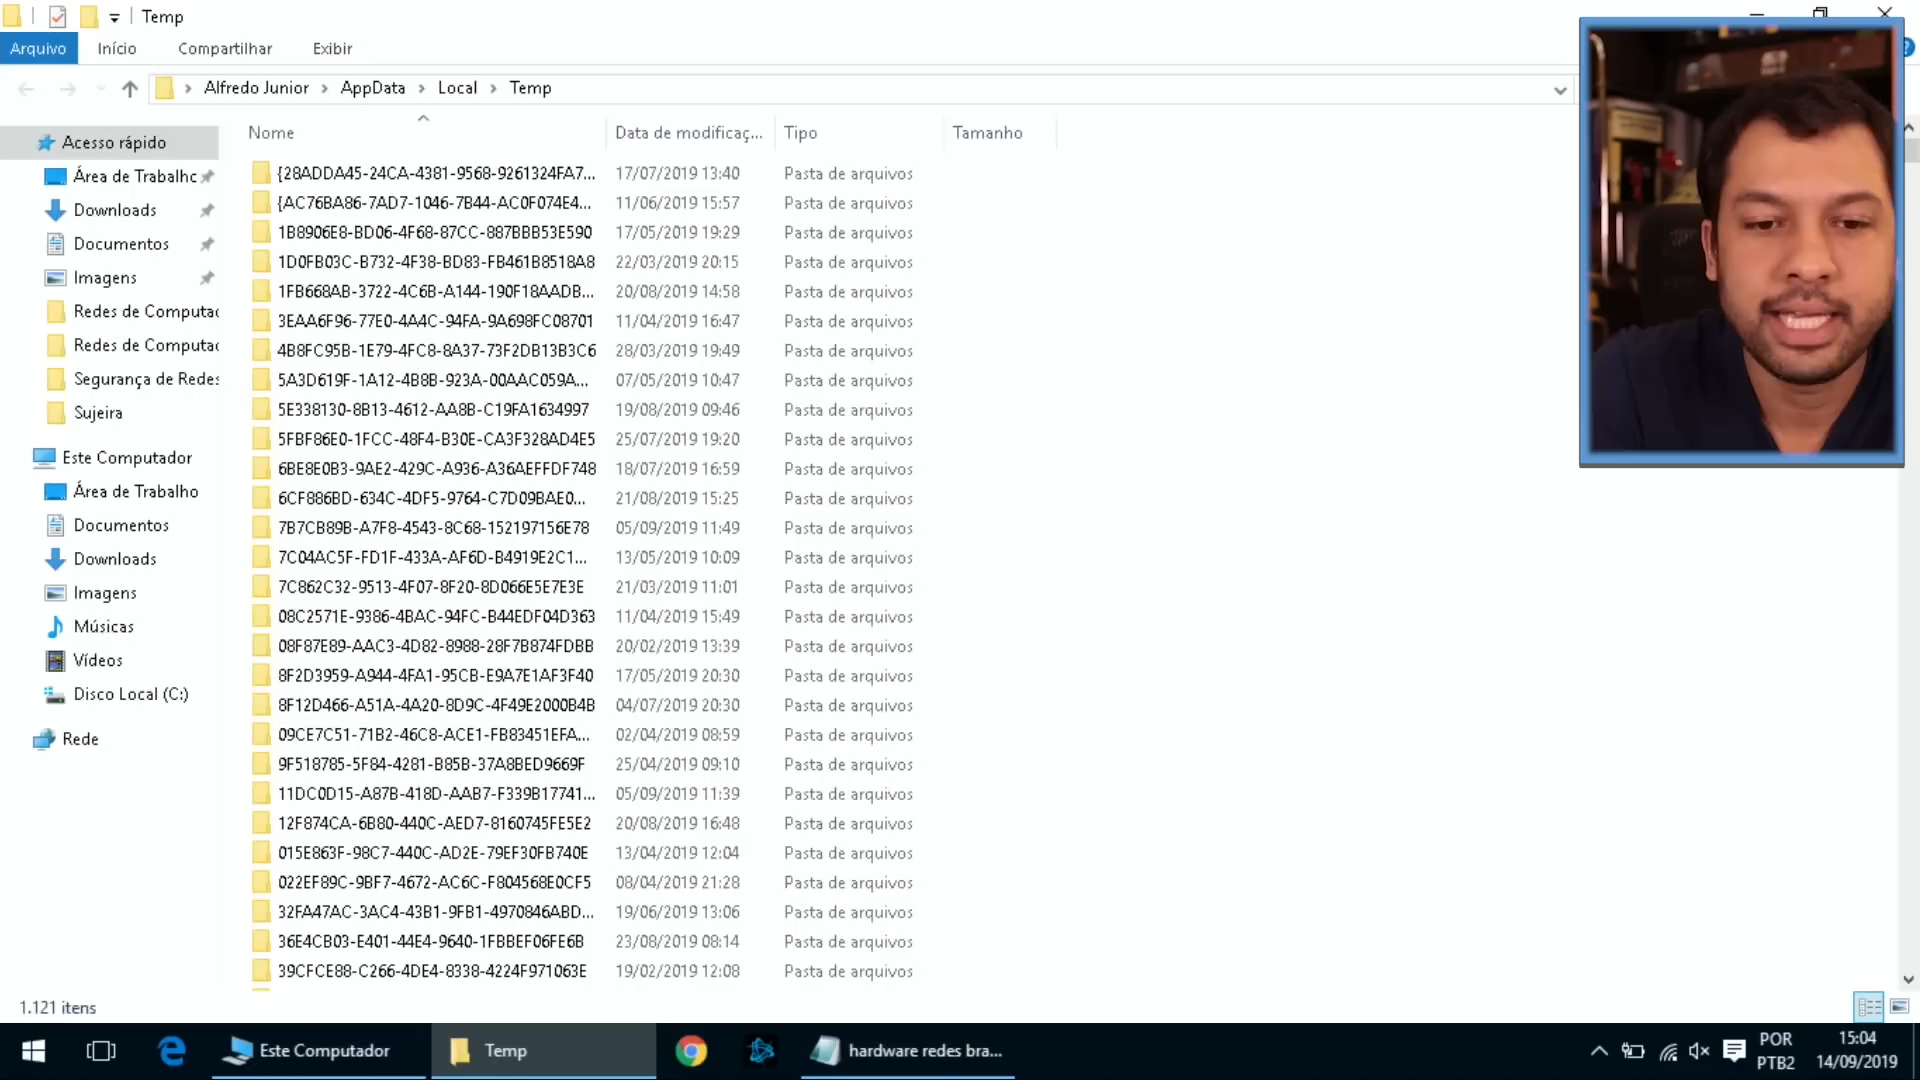 Temp
Arquivo Início Compartilhar Exibir
Alfredo Junior AppData Local Temp
Nome Data de modificaç... Tipo Tamanho
Acesso rápido
Área de Trabalhc
Downloads
Documentos
Imagens
Redes de Computac
Redes de Computac
Segurança de Redes
Sujeira
Este Computador
Área de Trabalho
Documentos
Downloads
Imagens
Músicas
Vídeos
Disco Local (C:)
Rede
{28ADDA45-24CA-4381-9568-9261324FA7... 17/07/2019 13:40 Pasta de arquivos
{AC76BA86-7AD7-1046-7B44-AC0F074E4... 11/06/2019 15:57 Pasta de arquivos
1B8906E8-BD06-4F68-87CC-887BBB53E590 17/05/2019 19:29 Pasta de arquivos
1D0FB03C-B732-4F38-BD83-FB461B8518A8 22/03/2019 20:15 Pasta de arquivos
1FB668AB-3722-4C6B-A144-190F18AADB... 20/08/2019 14:58 Pasta de arquivos
3EAA6F96-77E0-4A4C-94FA-9A698FC08701 11/04/2019 16:47 Pasta de arquivos
4B8FC95B-1E79-4FC8-8A37-73F2DB13B3C6 28/03/2019 19:49 Pasta de arquivos
5A3D619F-1A12-4B8B-923A-00AAC059A... 07/05/2019 10:47 Pasta de arquivos
5E338130-8B13-4612-AA8B-C19FA1634997 19/08/2019 09:46 Pasta de arquivos
5FBF86E0-1FCC-48F4-B30E-CA3F328AD4E5 25/07/2019 19:20 Pasta de arquivos
6BE8E0B3-9AE2-429C-A936-A36AEFFDF748 18/07/2019 16:59 Pasta de arquivos
6CF886BD-634C-4DF5-9764-C7D09BAE0... 21/08/2019 15:25 Pasta de arquivos
7B7CB89B-A7F8-4543-8C68-152197156E78 05/09/2019 11:49 Pasta de arquivos
7C04AC5F-FD1F-433A-AF6D-B4919E2C1... 13/05/2019 10:09 Pasta de arquivos
7C862C32-9513-4F07-8F20-8D066E5E7E3E 21/03/2019 11:01 Pasta de arquivos
08C2571E-9386-4BAC-94FC-B44EDF04D363 11/04/2019 15:49 Pasta de arquivos
08F87E89-AAC3-4D82-8988-28F7B874FDBB 20/02/2019 13:39 Pasta de arquivos
8F2D3959-A944-4FA1-95CB-E9A7E1AF3F40 17/05/2019 20:30 Pasta de arquivos
8F12D466-A51A-4A20-8D9C-4F49E2000B4B 04/07/2019 20:30 Pasta de arquivos
09CE7C51-71B2-46C8-ACE1-FB83451EFA... 02/04/2019 08:59 Pasta de arquivos
9F518785-5F84-4281-B85B-37A8BED9669F 25/04/2019 09:10 Pasta de arquivos
11DC0D15-A87B-418D-AAB7-F339B17741... 05/09/2019 11:39 Pasta de arquivos
12F874CA-6B80-440C-AED7-8160745FE5E2 20/08/2019 16:48 Pasta de arquivos
015E863F-98C7-440C-AD2E-79EF30FB740E 13/04/2019 12:04 Pasta de arquivos
022EF89C-9BF7-4672-AC6C-F804568E0CF5 08/04/2019 21:28 Pasta de arquivos
32FA47AC-3AC4-43B1-9FB1-4970846ABD... 19/06/2019 13:06 Pasta de arquivos
36E4CB03-E401-44E4-9640-1FBBEF06FE6B 23/08/2019 08:14 Pasta de arquivos
39CFCE88-C266-4DE4-8338-4224F971063E 19/02/2019 12:08 Pasta de arquivos
1.121 itens
Este Computador Temp hardware redes bra...
POR
PTB2
15:04
14/09/2019